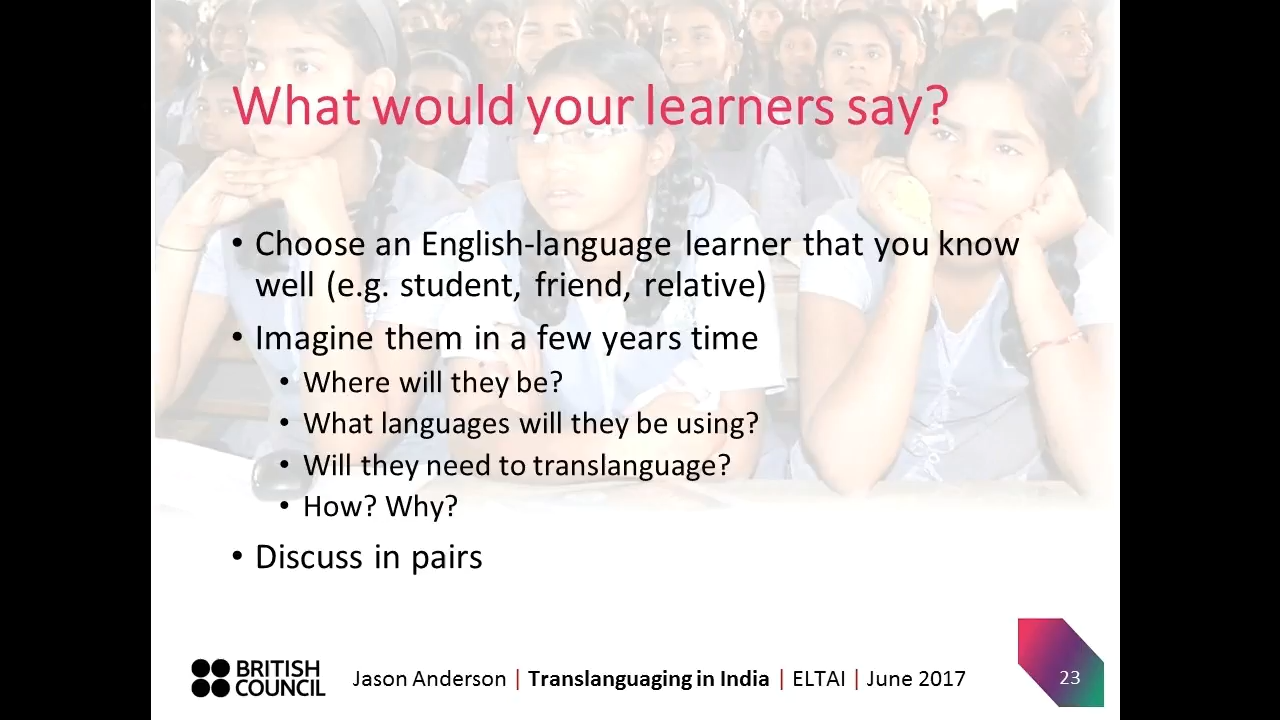 What would your learners say?
• Choose an English-language learner that you know
well (e.g. student, friend, relative)
• Imagine them in a few years time
• Where will they be?
• What languages will they be using?
• Will they need to translanguage?
• How? Why?
• Discuss in pairs
BRITISH
COUNCIL
Jason Anderson | Translanguaging in India | ELTAI | June 2017
23